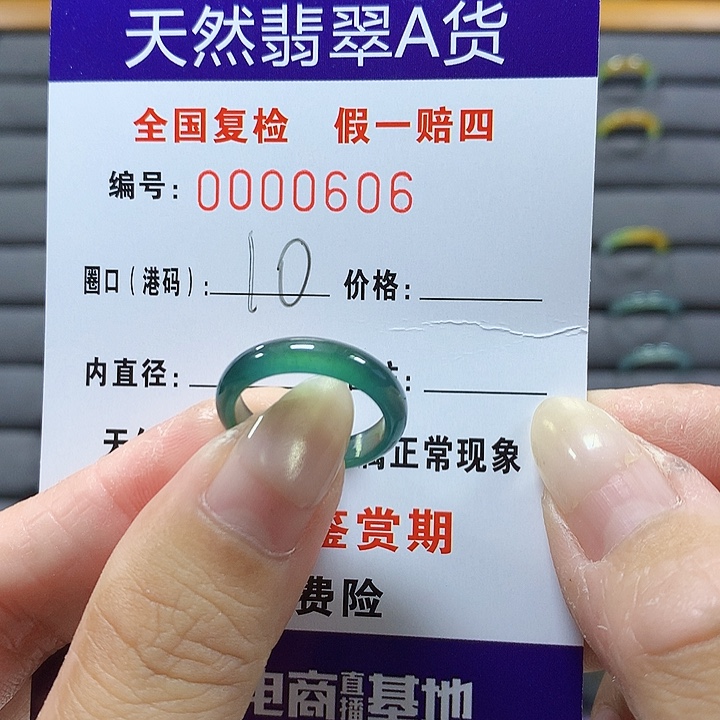 天然翡翠A货
全国复检 假一赔四
编号: 0000606
圈口(港码): 10 价格:
内直径: :
正常现象
鉴赏期
费险
电商直播基地